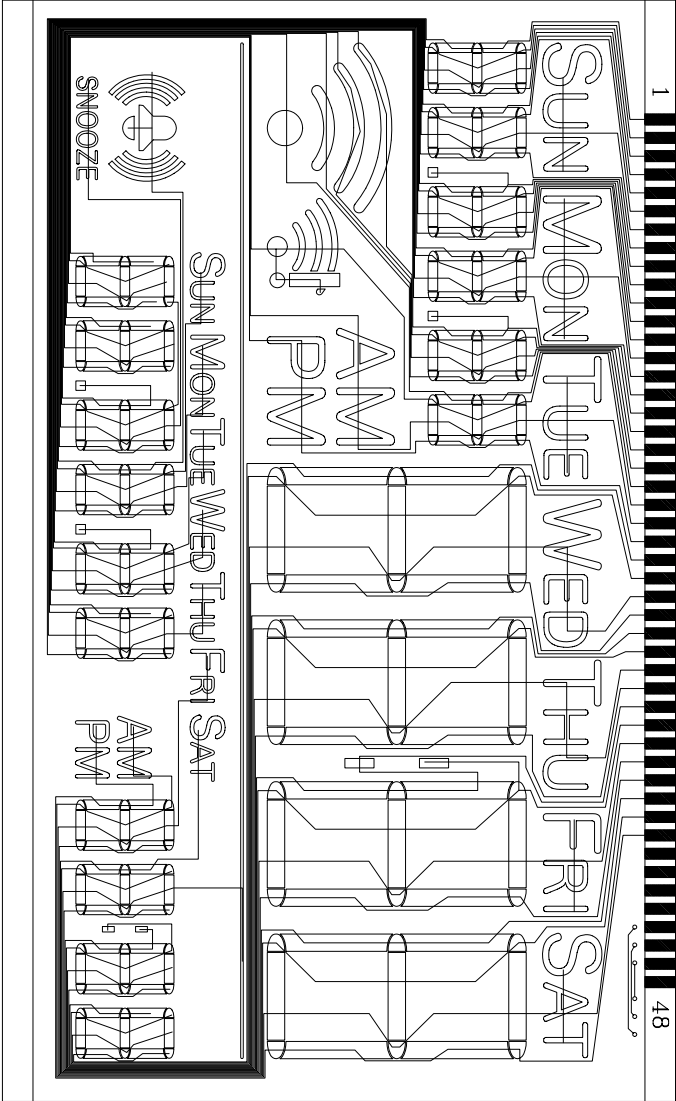 1
48
SUN MON TUE WED THU FRI SAT
AM
PM
SUN MON TUE WED THU FRI SAT
SNOOZE
AM
PM